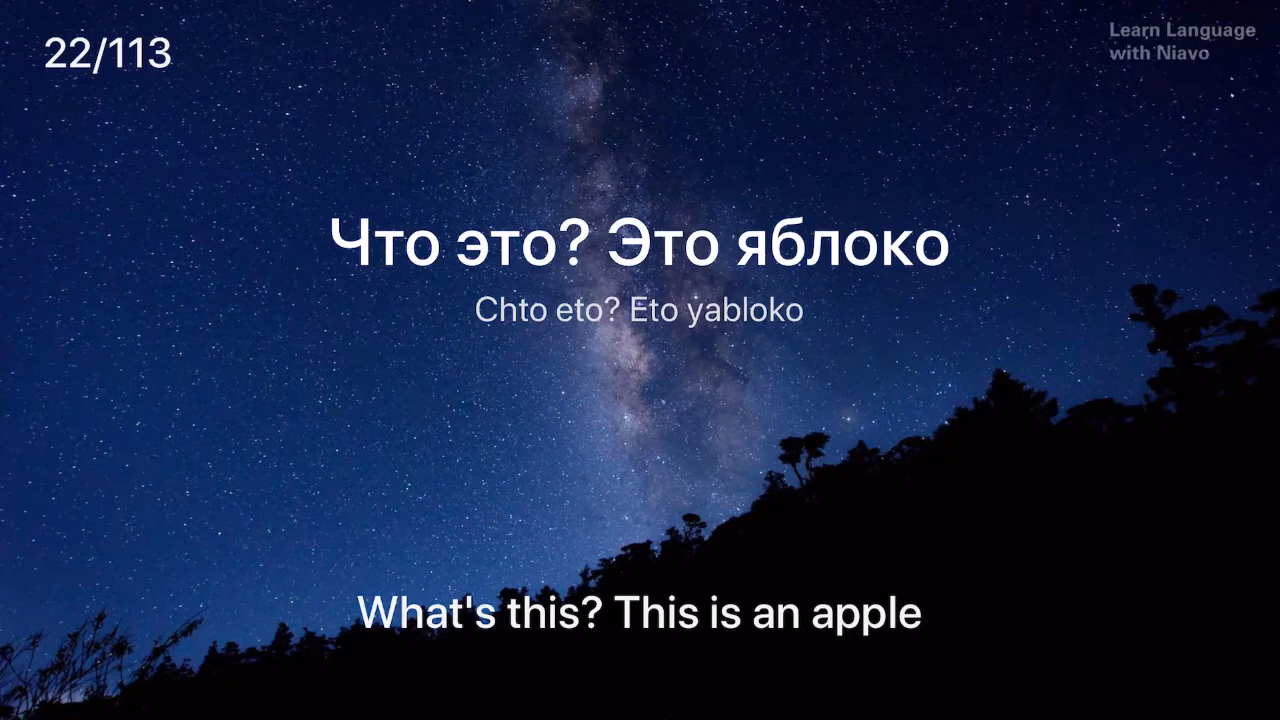 22/113
Learn Language
with Niavo
Что это? Это яблоко
Chto eto? Eto yabloko
What's this? This is an apple